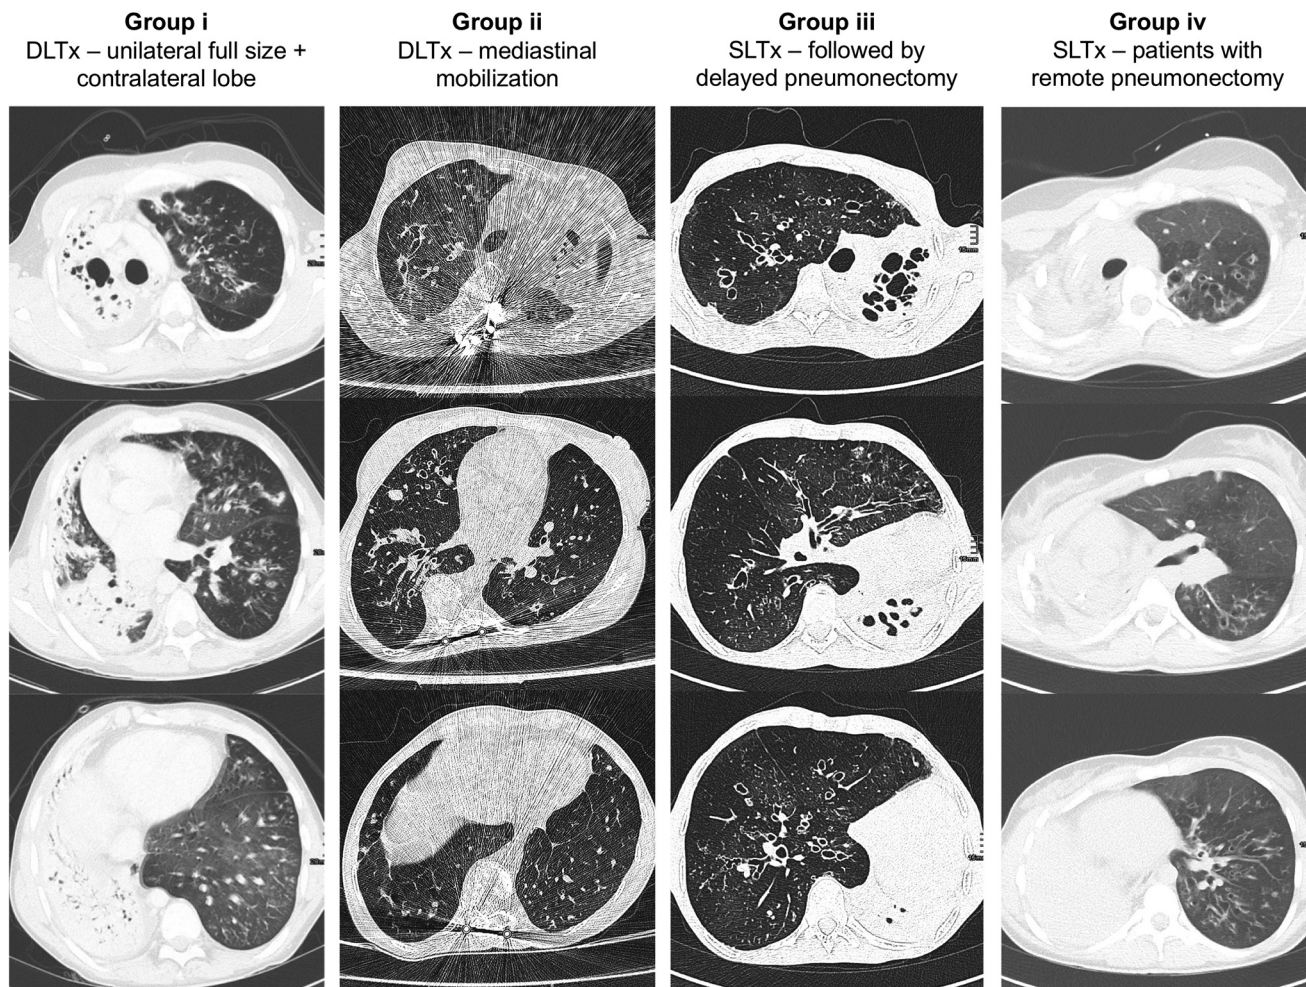 Group i
DLTx – unilateral full size +
contralateral lobe
Group ii
DLTx – mediastinal
mobilization
Group iii
SLTx – followed by
delayed pneumonectomy
Group iv
SLTx – patients with
remote pneumonectomy